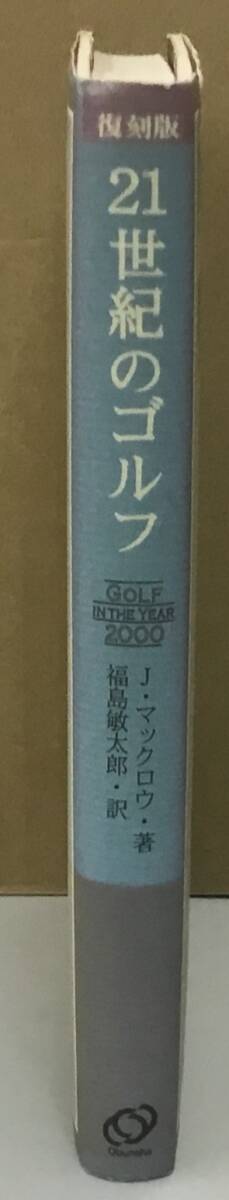 復刻版
21世紀のゴルフ
GOLF
IN THE YEAR
2000
J・マックロウ・著
福島敏太郎・訳
Obunsha